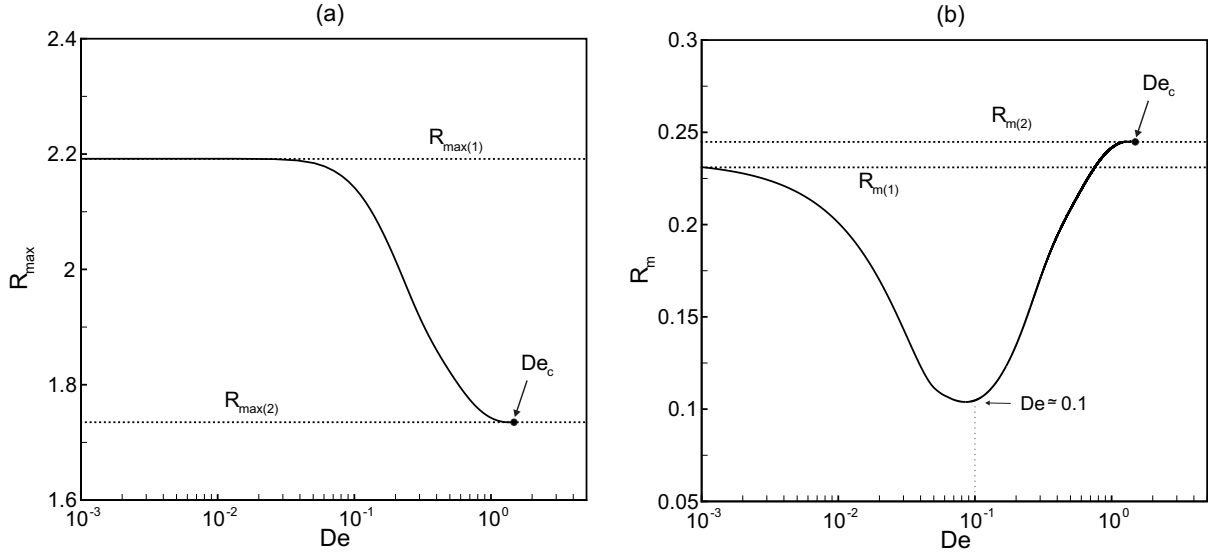 (a)
2.4
2.2
2
1.8
1.6
R_max
R_max(1)
R_max(2)
De_c
10^-3
10^-2
10^-1
10^0
De
(b)
0.3
0.25
0.2
0.15
0.1
0.05
R_m
R_m(2)
R_m(1)
De_c
De ≃ 0.1
10^-3
10^-2
10^-1
10^0
De